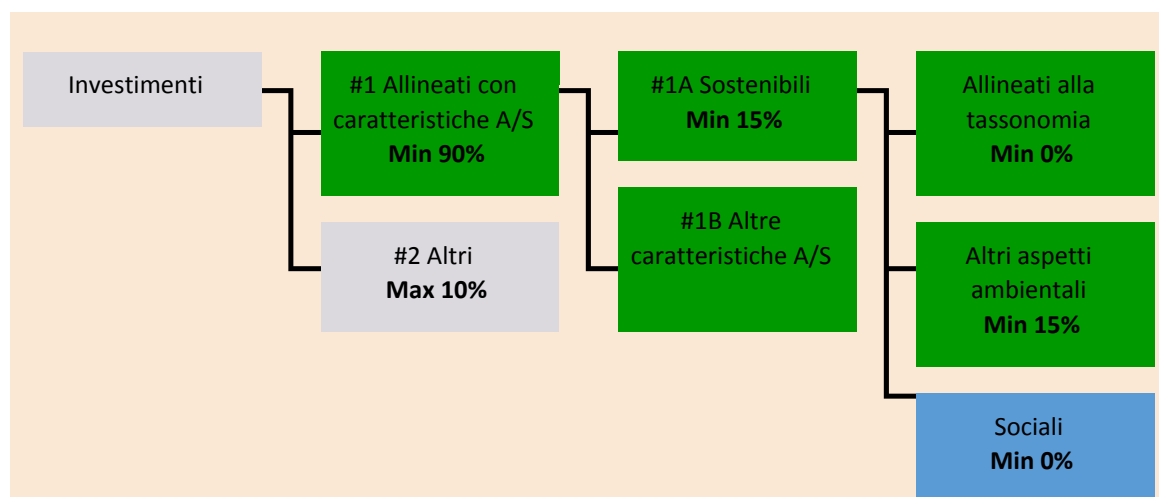 Investimenti
#1 Allineati con
caratteristiche A/S
Min 90%
#2 Altri
Max 10%
#1A Sostenibili
Min 15%
#1B Altre
caratteristiche A/S
Allineati alla
tassonomia
Min 0%
Altri aspetti
ambientali
Min 15%
Sociali
Min 0%